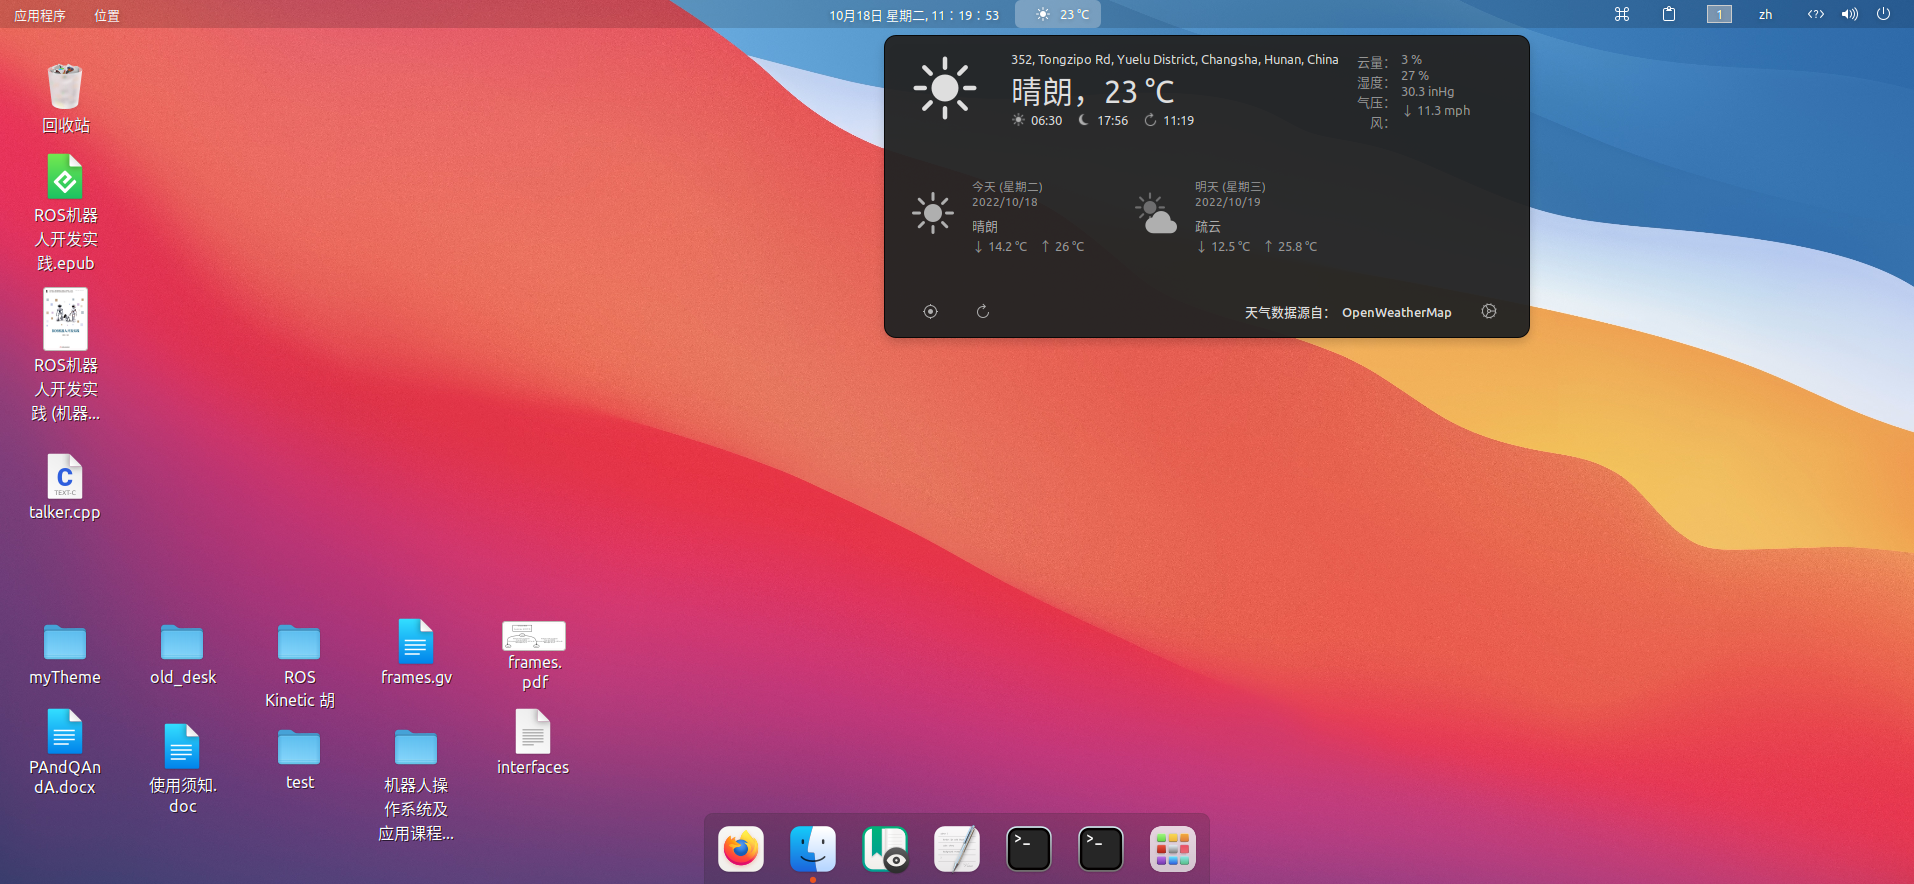 应用程序
位置
10月18日 星期二, 11：19：53
23 °C
1
zh
352, Tongzipo Rd, Yuelu District, Changsha, Hunan, China
晴朗，23 °C
06:30
17:56
11:19
云量： 3 %
湿度： 27 %
气压： 30.3 inHg
风： ↓ 11.3 mph
今天 (星期二)
2022/10/18
晴朗
↓ 14.2 °C ↑ 26 °C
明天 (星期三)
2022/10/19
疏云
↓ 12.5 °C ↑ 25.8 °C
天气数据源自： OpenWeatherMap
回收站
ROS机器
人开发实
践.epub
ROS机器
人开发实
践 (机器...
C
TEXT-C
talker.cpp
myTheme
old_desk
ROS
Kinetic 胡
frames.gv
frames.
pdf
PAndQAn
dA.docx
使用须知.
doc
test
机器人操
作系统及
应用课程...
interfaces
>_
>_